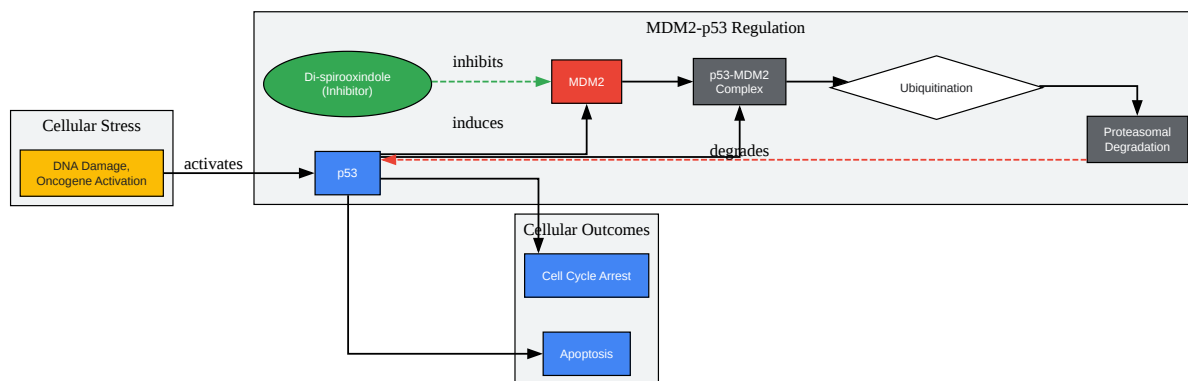 MDM2-p53 Regulation
inhibits
Di-spirooxindole
(Inhibitor)
MDM2
p53-MDM2
Complex
Ubiquitination
induces
Cellular Stress
Proteasomal
Degradation
degrades
DNA Damage,
Oncogene Activation
activates
p53
Cellular Outcomes
Cell Cycle Arrest
Apoptosis